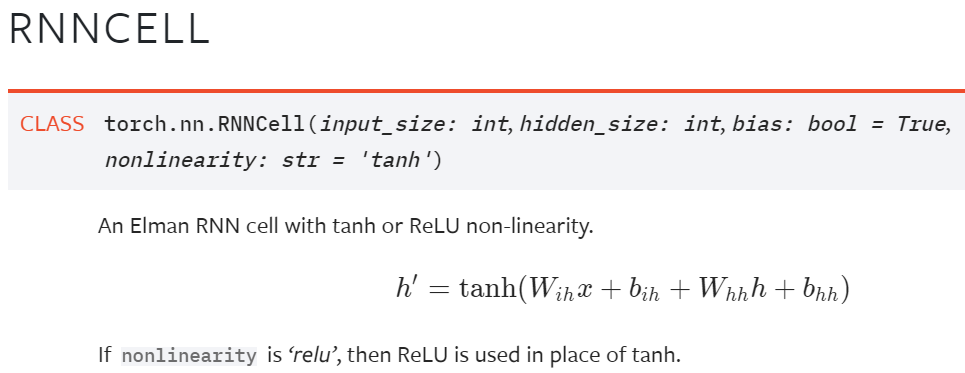 RNNCELL
CLASS torch.nn.RNNCell(input_size: int, hidden_size: int, bias: bool = True,
nonlinearity: str = 'tanh')
An Elman RNN cell with tanh or ReLU non-linearity.
h′ = tanh(W_{ih}x + b_{ih} + W_{hh}h + b_{hh})
If nonlinearity is ‘relu’, then ReLU is used in place of tanh.